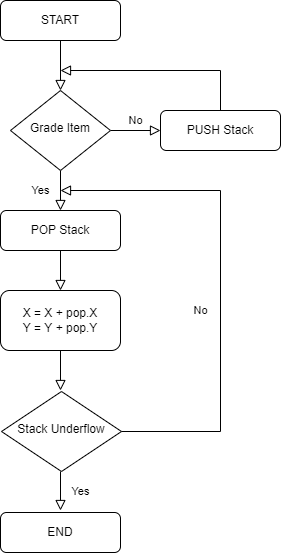 START
Grade Item
No
PUSH Stack
Yes
POP Stack
X = X + pop.X
Y = Y + pop.Y
No
Stack Underflow
Yes
END